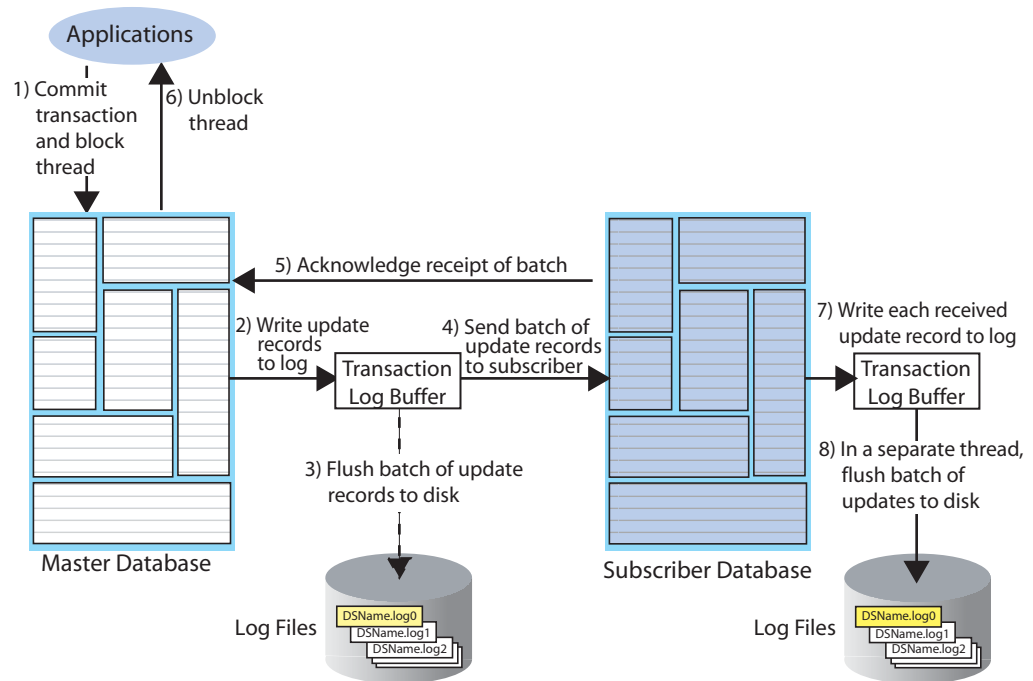 Applications
1) Commit
transaction
and block
thread
6) Unblock
thread
5) Acknowledge receipt of batch
2) Write update
records
to log
4) Send batch of
update records
to subscriber
7) Write each received
update record to log
Transaction
Log Buffer
Transaction
Log Buffer
3) Flush batch of update
records to disk
8) In a separate thread,
flush batch of
updates to disk
Master Database
Subscriber Database
Log Files
DSName.log0
DSName.log1
DSName.log2
Log Files
DSName.log0
DSName.log1
DSName.log2